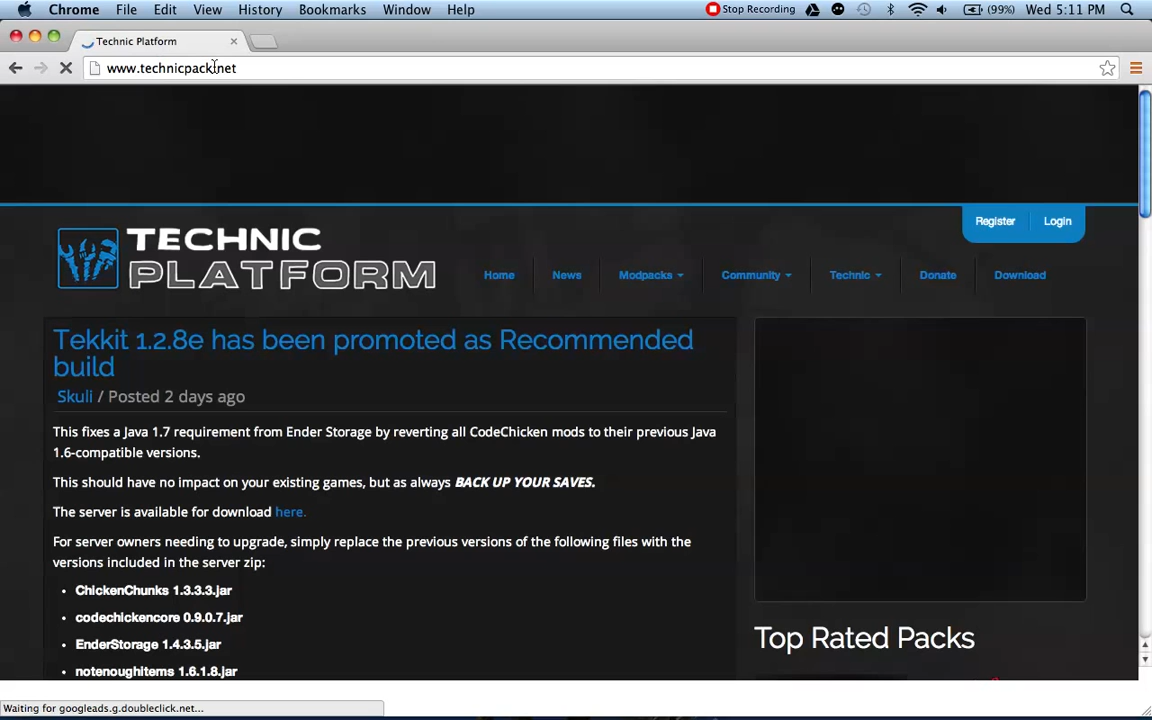 Chrome File Edit View History Bookmarks Window Help Stop Recording (99%) Wed 5:11 PM
Technic Platform
www.technicpack.net
Register Login
TECHNIC
PLATFORM
Home News Modpacks Community Technic Donate Download
Tekkit 1.2.8e has been promoted as Recommended
build
Skuli / Posted 2 days ago
This fixes a Java 1.7 requirement from Ender Storage by reverting all CodeChicken mods to their previous Java
1.6-compatible versions.
This should have no impact on your existing games, but as always BACK UP YOUR SAVES.
The server is available for download here.
For server owners needing to upgrade, simply replace the previous versions of the following files with the
versions included in the server zip:
• ChickenChunks 1.3.3.3.jar
• codechickencore 0.9.0.7.jar
• EnderStorage 1.4.3.5.jar
• notenoughitems 1.6.1.8.jar
Top Rated Packs
Waiting for googleads.g.doubleclick.net...